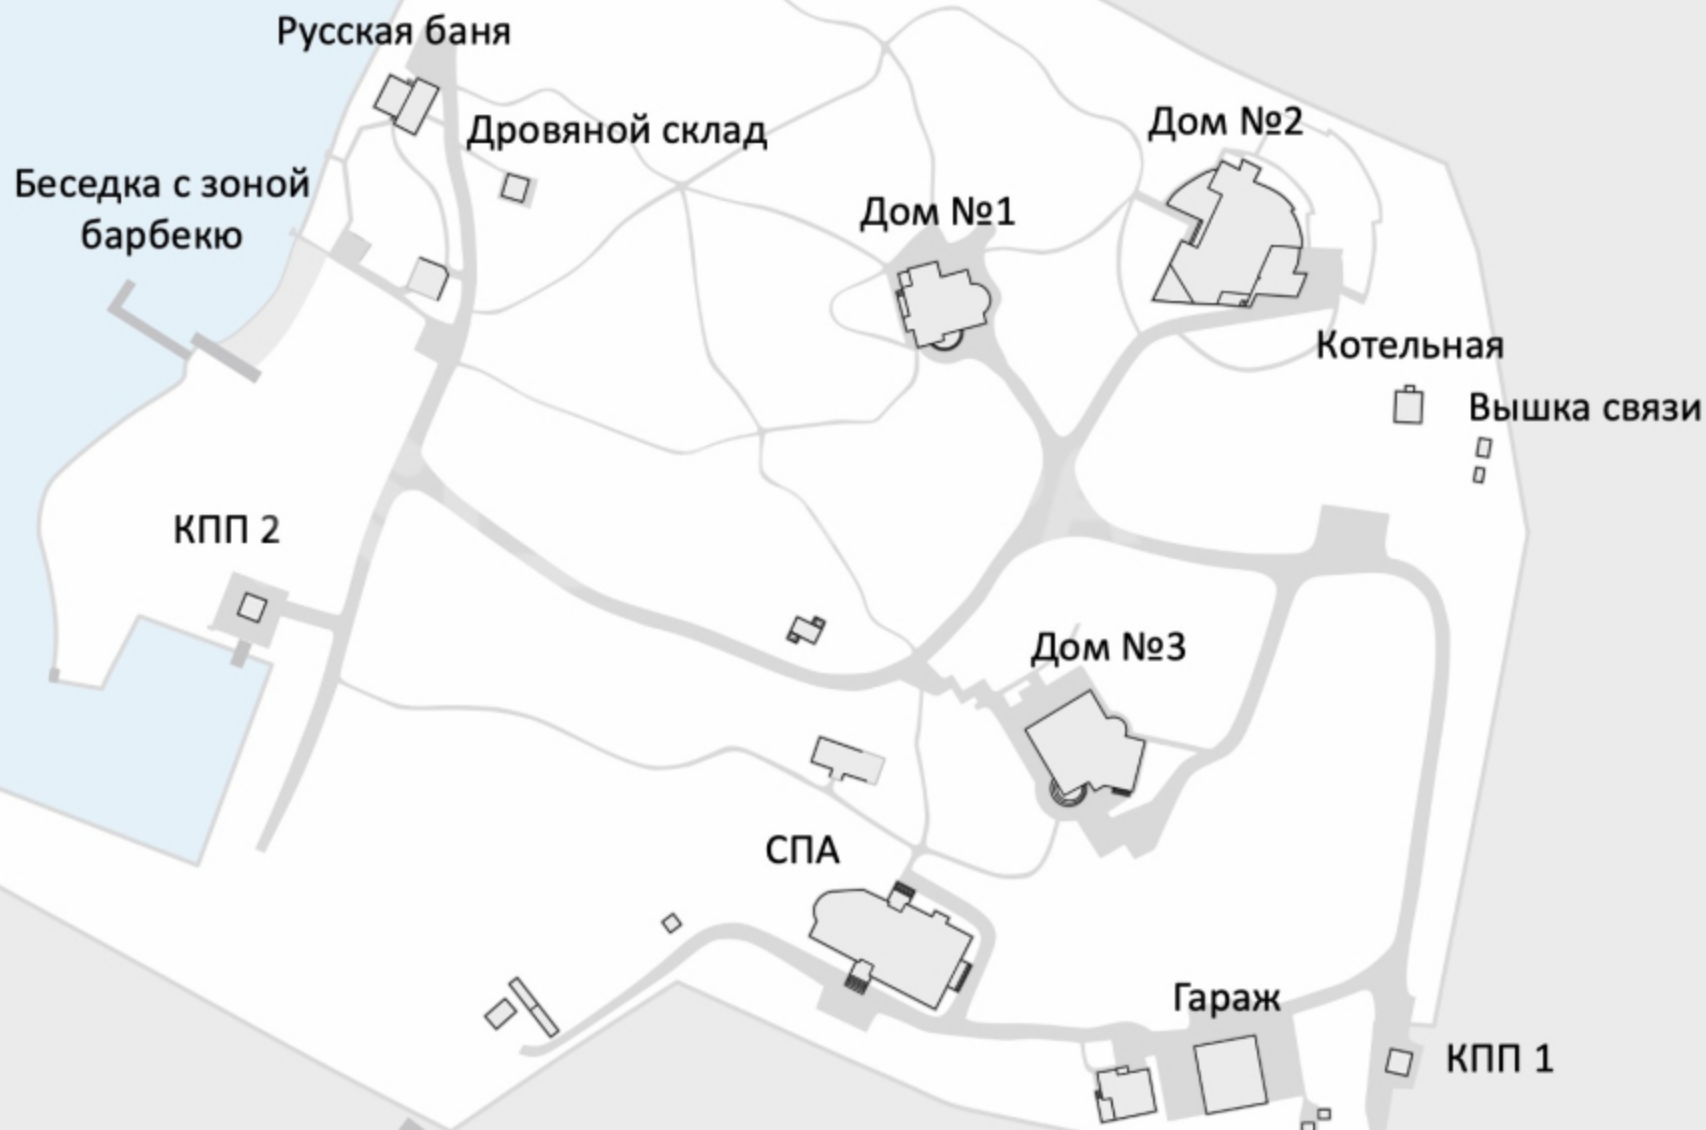 Русская баня
Дровяной склад
Дом №2
Беседка с зоной
барбекю
Дом №1
Котельная
Вышка связи
КПП 2
Дом №3
СПА
Гараж
КПП 1